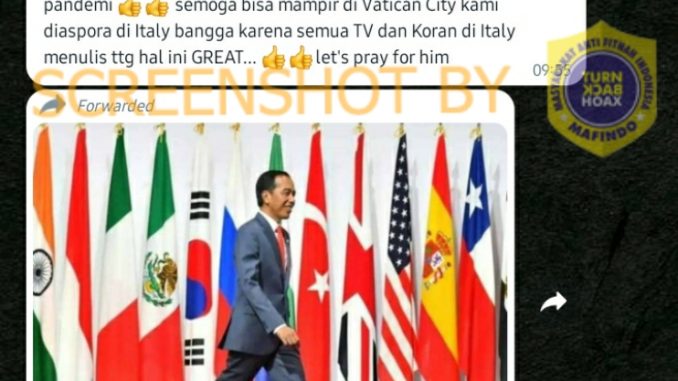 pandemi 👍👍 semoga bisa mampir di Vatican City kami
diaspora di Italy bangga karena semua TV dan Koran di Italy
menulis ttg hal ini GREAT... 👍👍let's pray for him
09:55
SCREENSHOT BY
MASYARAKAT ANTI FITNAH INDONESIA
TURN
BACK
HOAX
MAFINDO
Forwarded